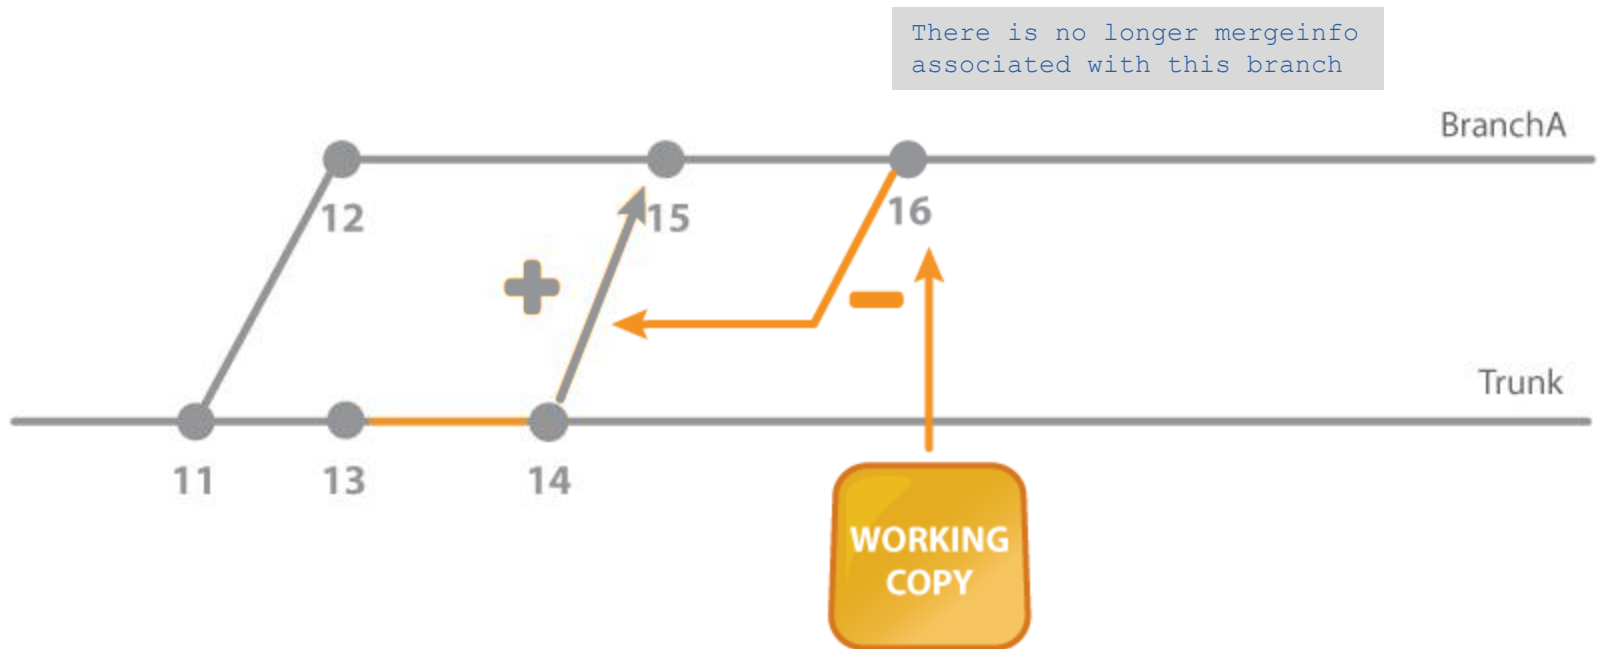 There is no longer mergeinfo
associated with this branch
BranchA
12
15
16
Trunk
11
13
14
WORKING
COPY